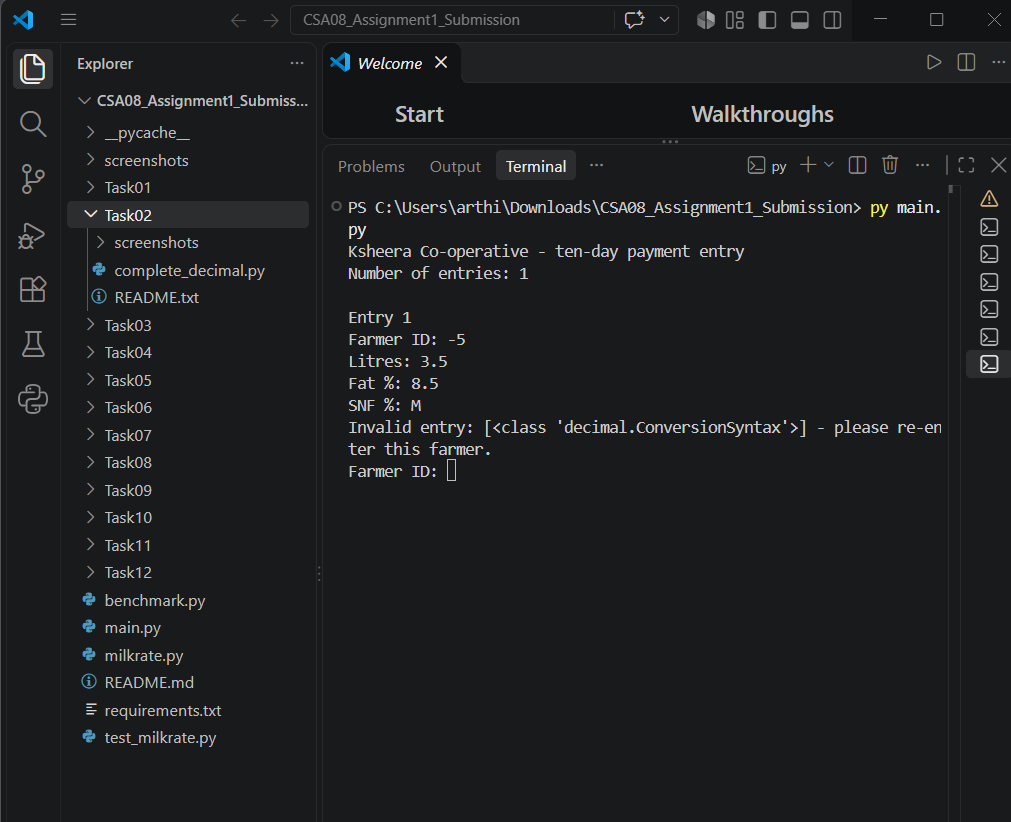 CSA08_Assignment1_Submission
Explorer
CSA08_Assignment1_Submiss...
__pycache__
screenshots
Task01
Task02
screenshots
complete_decimal.py
README.txt
Task03
Task04
Task05
Task06
Task07
Task08
Task09
Task10
Task11
Task12
benchmark.py
main.py
milkrate.py
README.md
requirements.txt
test_milkrate.py
Welcome
Start
Walkthroughs
Problems
Output
Terminal
py
PS C:\Users\arthi\Downloads\CSA08_Assignment1_Submission> py main.
py
Ksheera Co-operative - ten-day payment entry
Number of entries: 1
Entry 1
Farmer ID: -5
Litres: 3.5
Fat %: 8.5
SNF %: M
Invalid entry: [<class 'decimal.ConversionSyntax'>] - please re-en
ter this farmer.
Farmer ID: